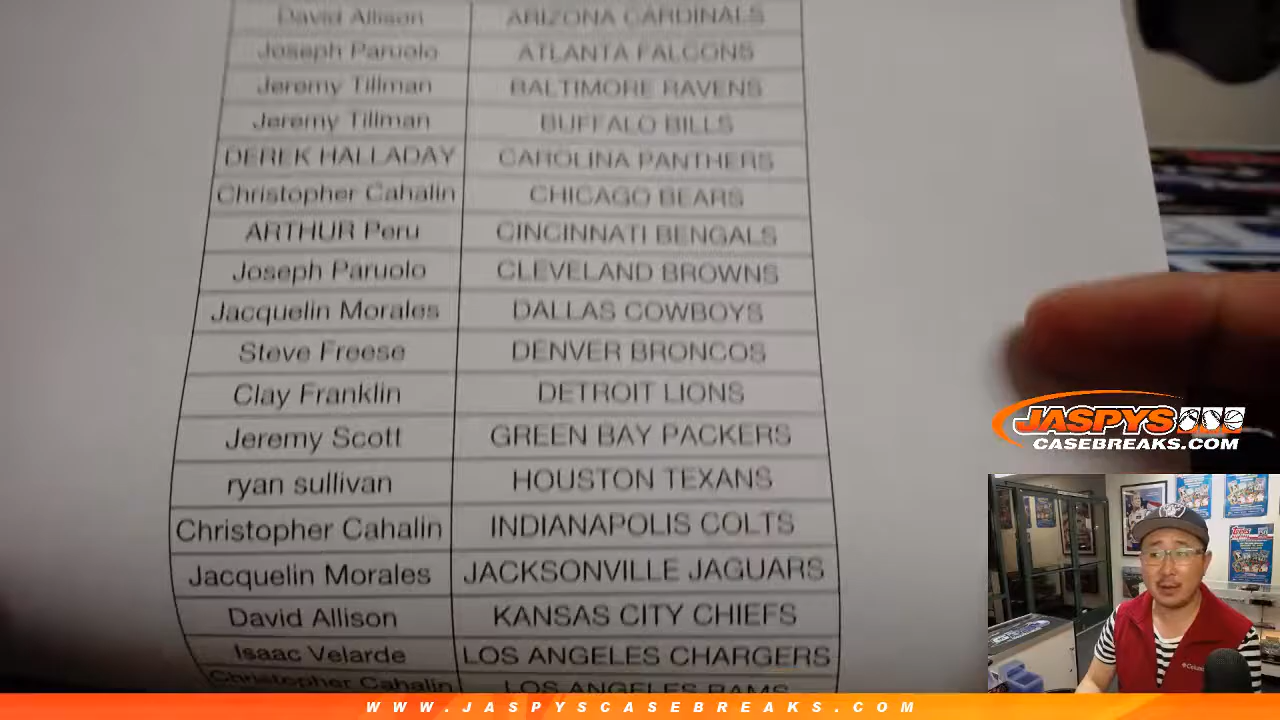 David Allison ARIZONA CARDINALS
Joseph Paruolo ATLANTA FALCONS
Jeremy Tillman BALTIMORE RAVENS
Jeremy Tillman BUFFALO BILLS
DEREK HALLADAY CAROLINA PANTHERS
Christopher Cahalin CHICAGO BEARS
ARTHUR Peru CINCINNATI BENGALS
Joseph Paruolo CLEVELAND BROWNS
Jacquelin Morales DALLAS COWBOYS
Steve Freese DENVER BRONCOS
Clay Franklin DETROIT LIONS
Jeremy Scott GREEN BAY PACKERS
ryan sullivan HOUSTON TEXANS
Christopher Cahalin INDIANAPOLIS COLTS
Jacquelin Morales JACKSONVILLE JAGUARS
David Allison KANSAS CITY CHIEFS
Isaac Velarde LOS ANGELES CHARGERS
Christopher Cahalin LOS ANGELES RAMS
JASPYS
CASEBREAKS.COM
WWW.JASPYSCASEBREAKS.COM